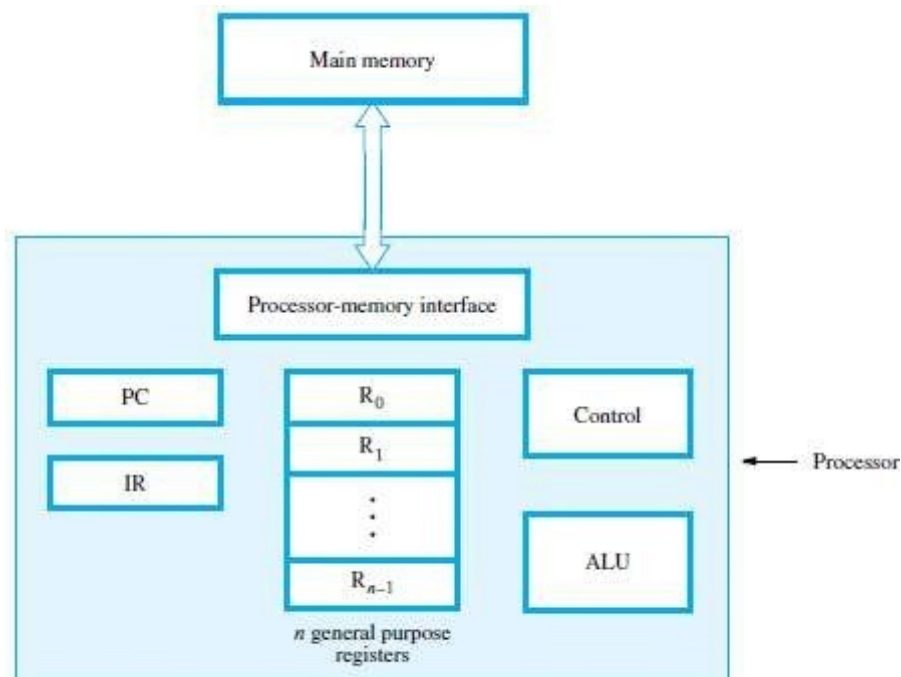 Main memory
Processor-memory interface
PC
R0
Control
R1
Processor
IR
ALU
Rn–1
n general purpose
registers